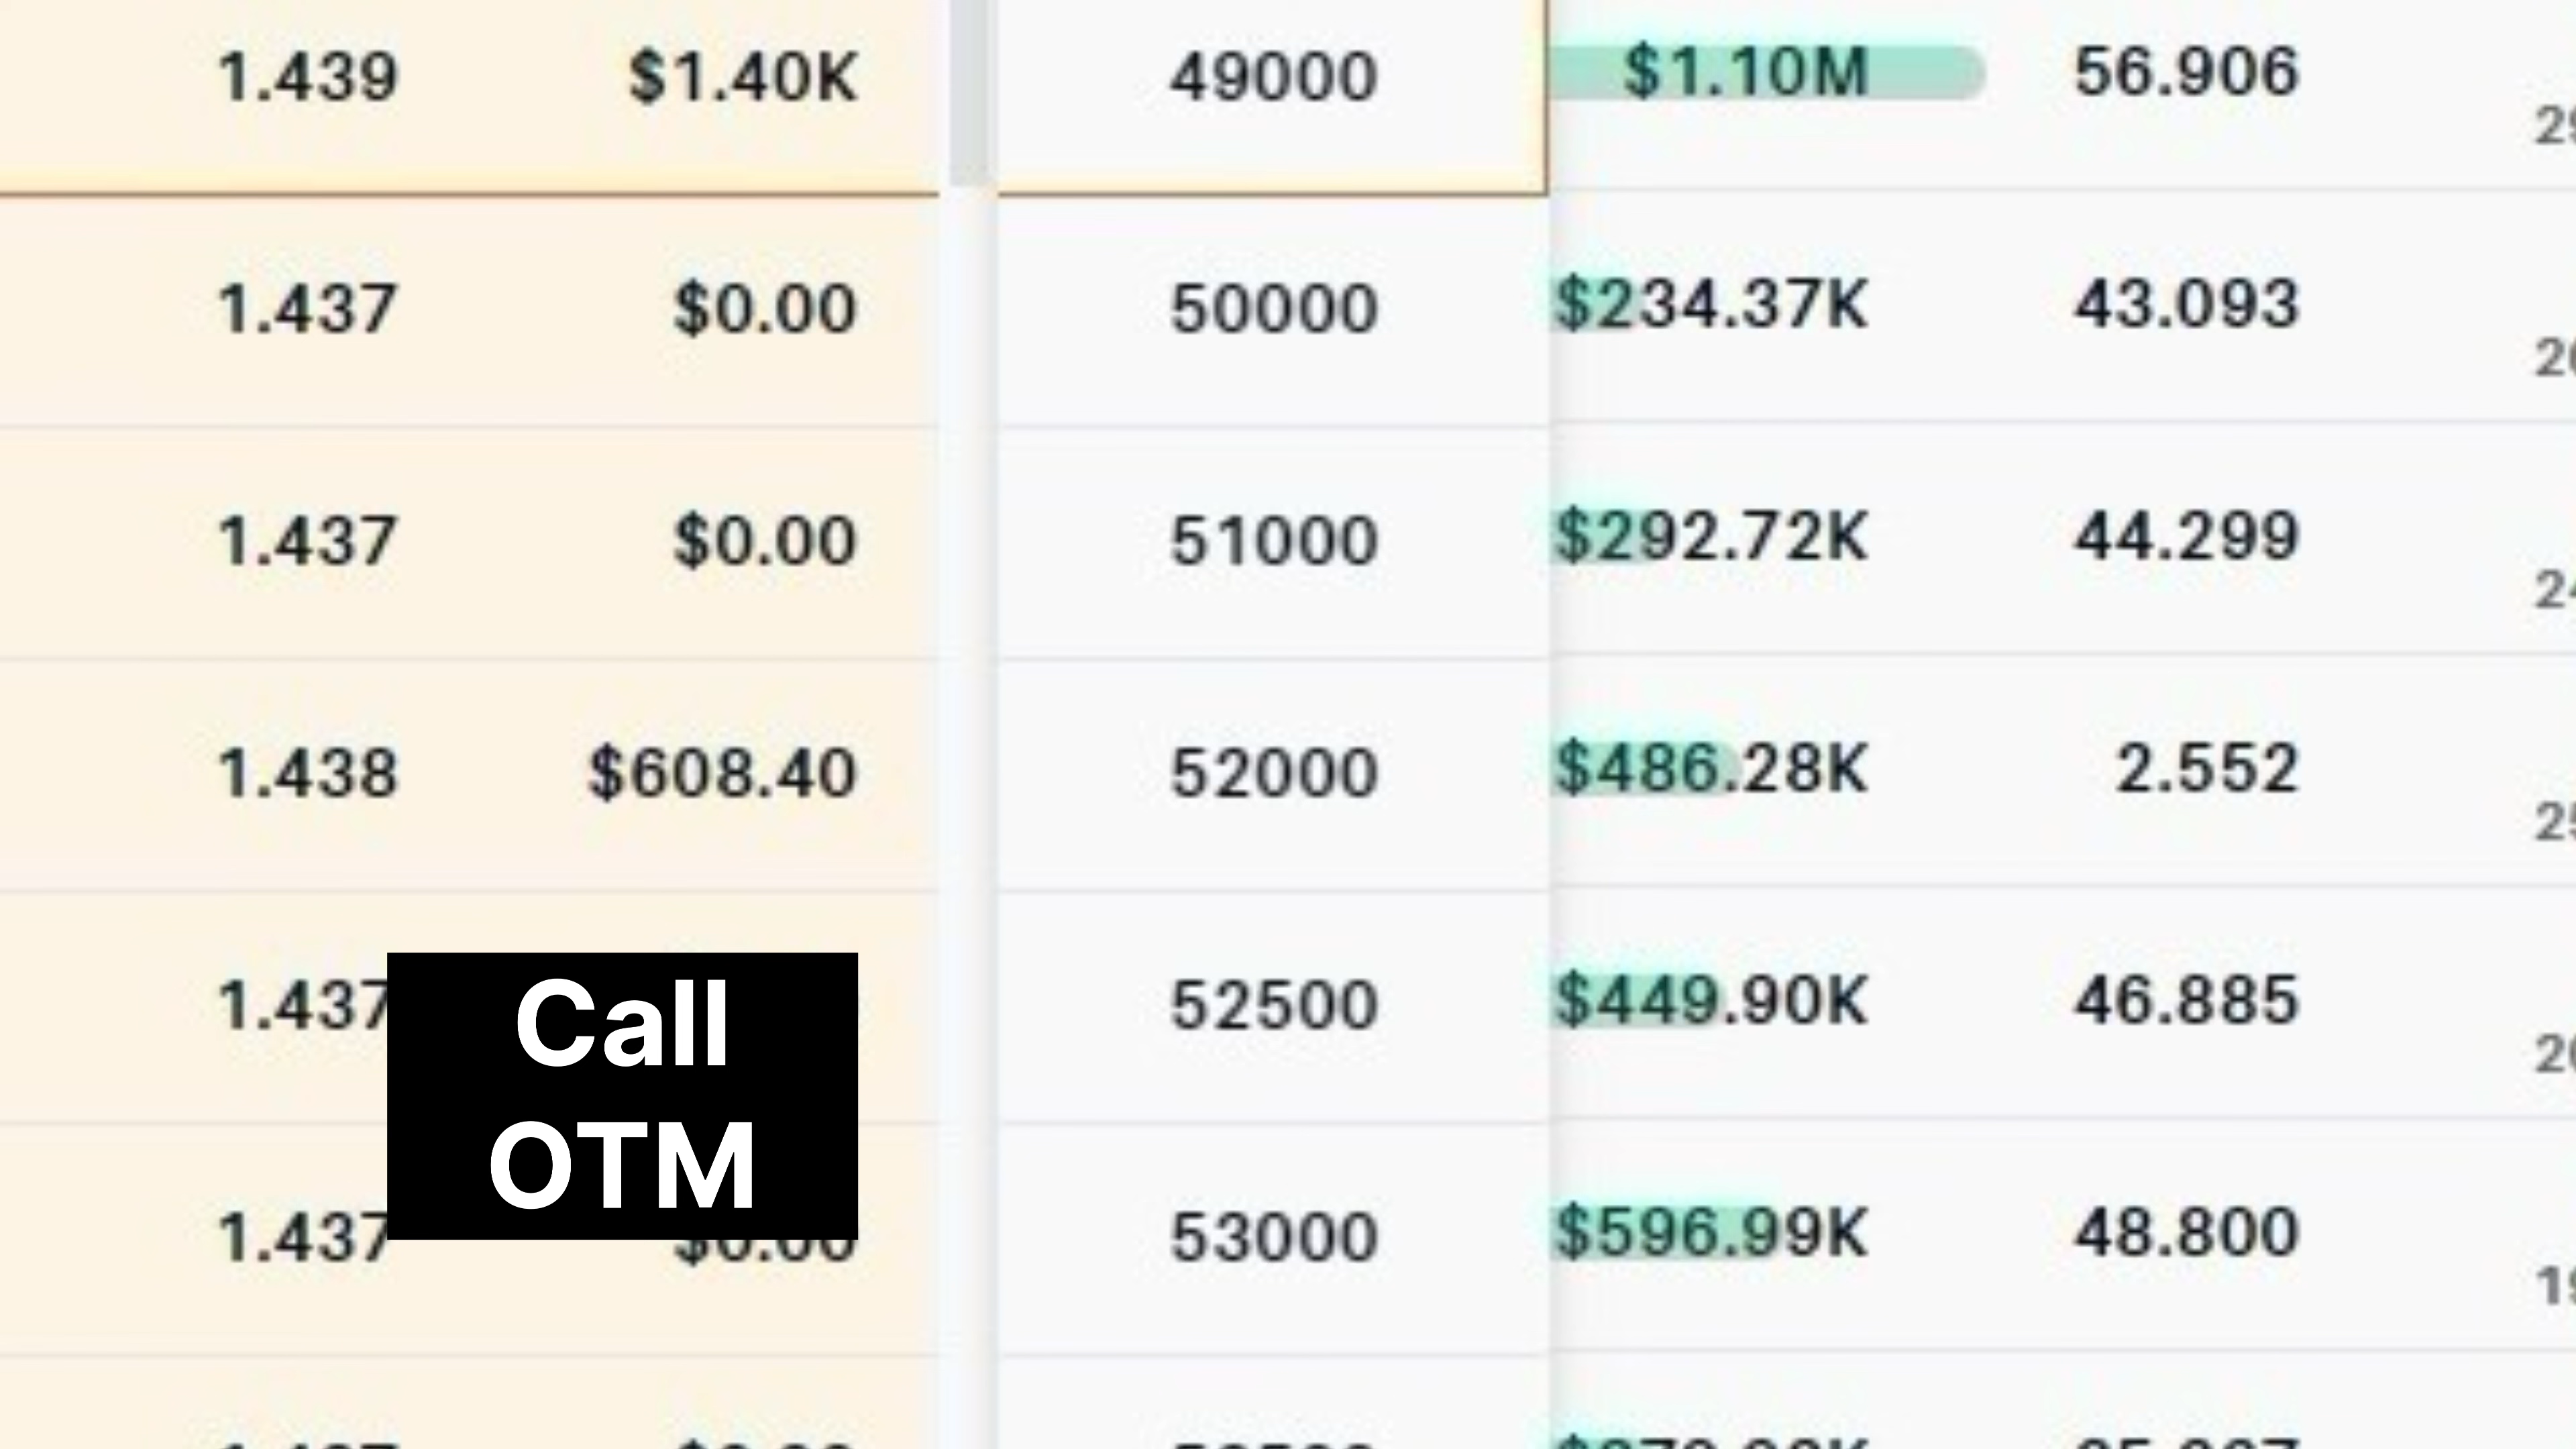 1.439 $1.40K 49000 $1.10M 56.906
1.437 $0.00 50000 $234.37K 43.093
1.437 $0.00 51000 $292.72K 44.299
1.438 $608.40 52000 $486.28K 2.552
1.437 52500 $449.90K 46.885
Call
OTM
1.437 $0.00 53000 $596.99K 48.800